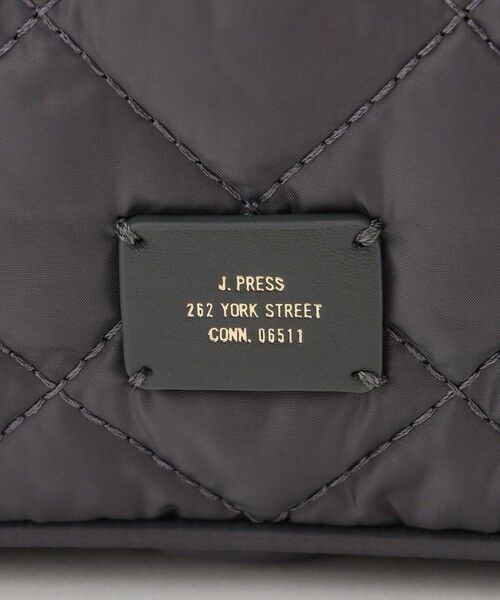 J. PRESS
262 YORK STREET
CONN. 06511